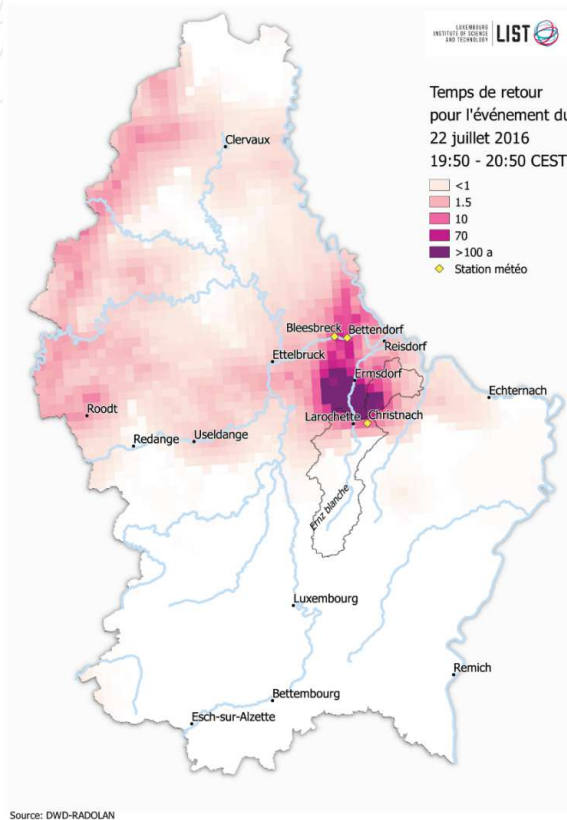 LUXEMBOURG
INSTITUTE OF SCIENCE
AND TECHNOLOGY
LIST
Temps de retour
pour l'événement du
22 juillet 2016
19:50 - 20:50 CEST
<1
1.5
10
70
>100 a
Station météo
Clervaux
Bleesbreck
Bettendorf
Reisdorf
Ettelbruck
Ermsdorf
Echternach
Roodt
Larochette
Christnach
Redange
Useldange
Ernz blanche
Luxembourg
Remich
Bettembourg
Esch-sur-Alzette
Source: DWD-RADOLAN